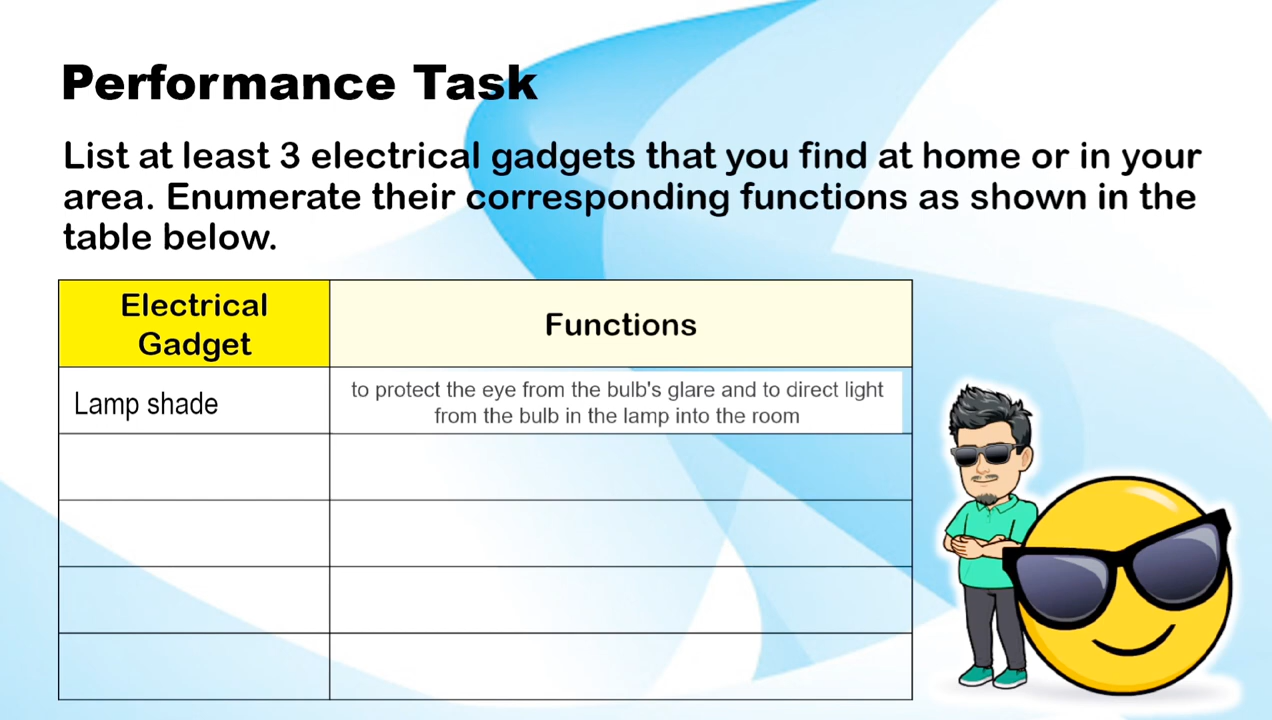 Performance Task
List at least 3 electrical gadgets that you find at home or in your
area. Enumerate their corresponding functions as shown in the
table below.
Electrical
Gadget
Functions
Lamp shade
to protect the eye from the bulb's glare and to direct light
from the bulb in the lamp into the room